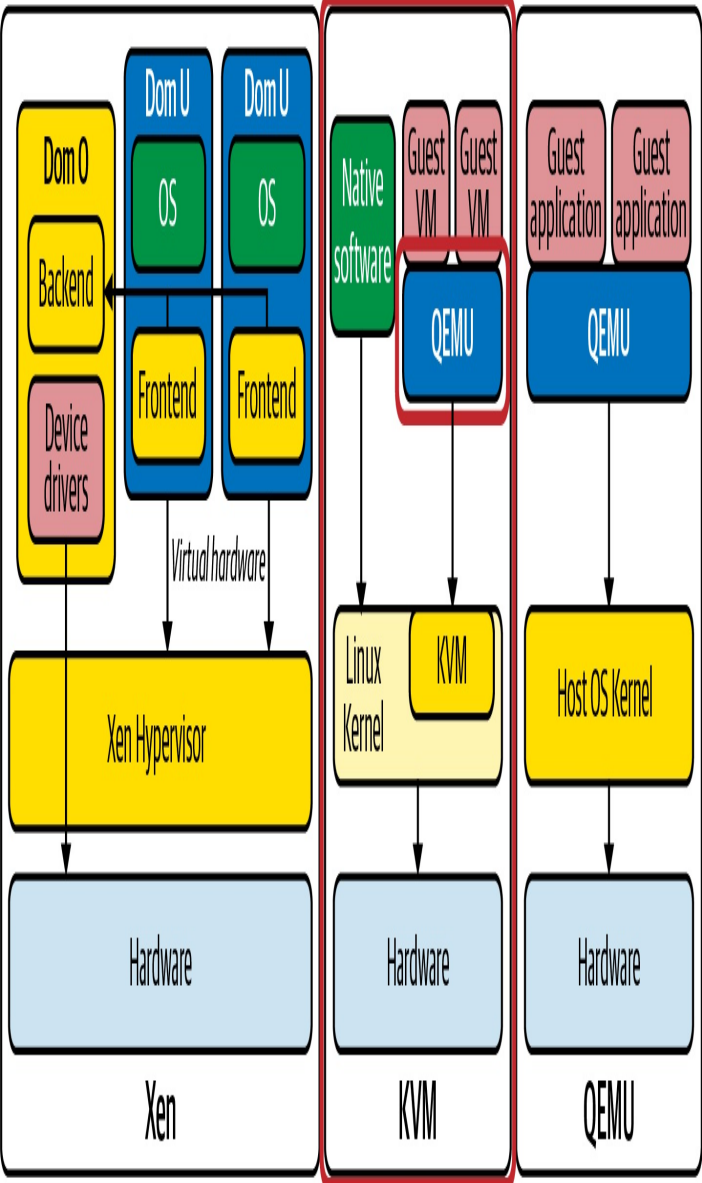 Dom O
Backend
Device
drivers
Dom U
OS
Frontend
Dom U
OS
Frontend
Virtual hardware
Xen Hypervisor
Hardware
Xen
Native
software
Guest
VM
Guest
VM
QEMU
Linux
Kernel
KVM
Hardware
KVM
Guest
application
Guest
application
QEMU
Host OS Kernel
Hardware
QEMU